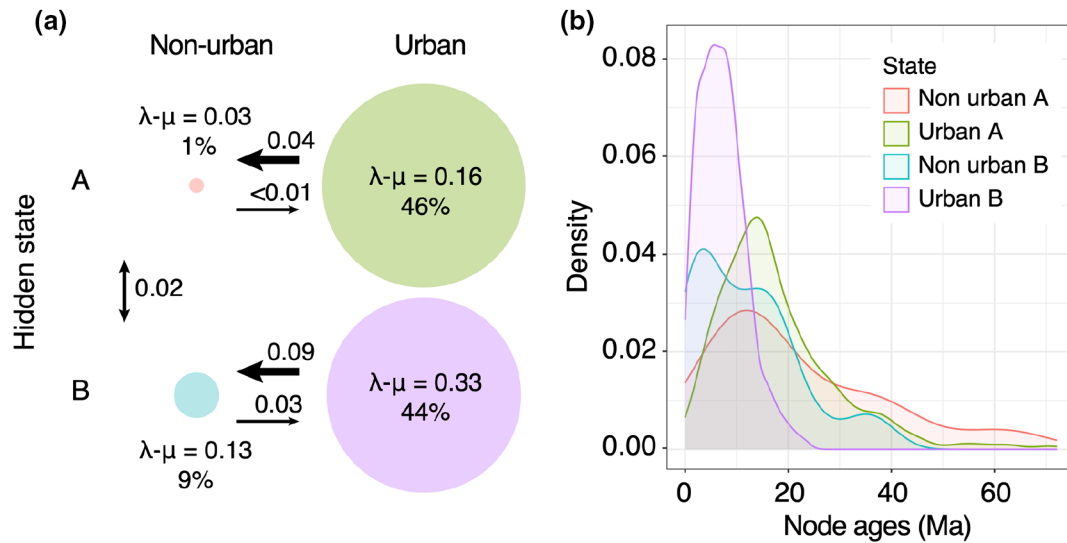 (a)
Non-urban
Urban
Hidden state
A
λ-μ = 0.03
1%
0.04
<0.01
λ-μ = 0.16
46%
0.02
B
0.09
0.03
λ-μ = 0.13
9%
λ-μ = 0.33
44%
(b)
Density
0.08
0.06
0.04
0.02
0.00
State
Non urban A
Urban A
Non urban B
Urban B
0
20
40
60
Node ages (Ma)